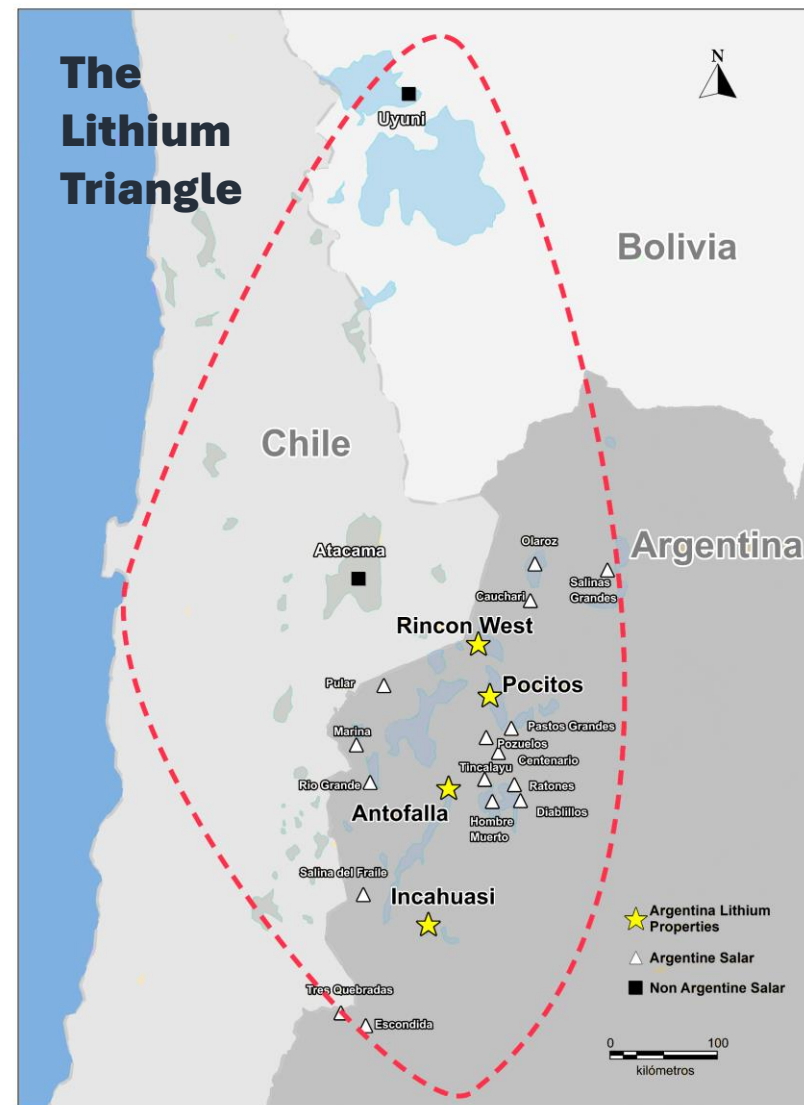 The
Lithium
Triangle
N
Uyuni
Bolivia
Chile
Atacama
Olaroz
Argentina
Salinas
Grandes
Cauchari
Rincon West
Pular
Pocitos
Pastos Grandes
Marina
Pozuelos
Centenario
Tincalayu
Rio Grande
Ratones
Antofalla
Diablillos
Hombre
Muerto
Salina del Fraile
Incahuasi
Argentina Lithium
Properties
Argentine Salar
Non Argentine Salar
Tres Quebradas
Escondida
0 100
kilómetros